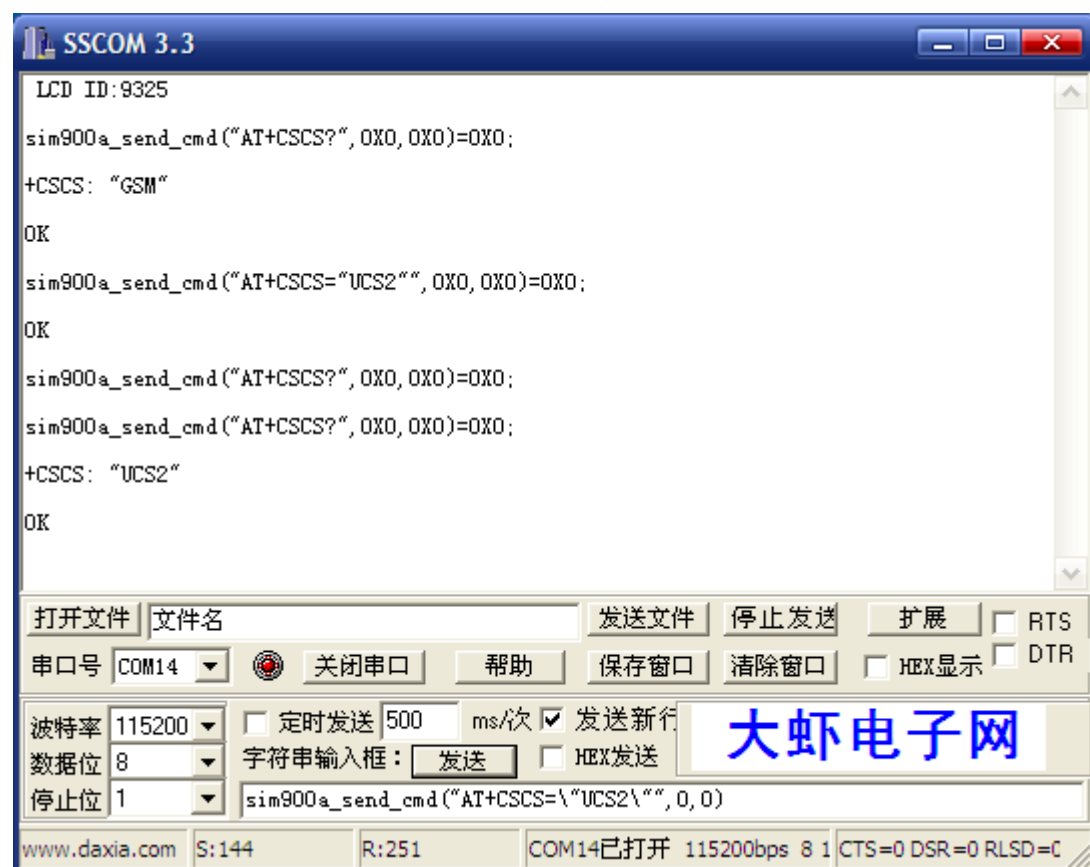 SSCOM 3.3
LCD ID:9325
sim900a_send_cmd("AT+CSCS?",0X0,0X0)=0X0;
+CSCS: "GSM"
OK
sim900a_send_cmd("AT+CSCS="UCS2"",0X0,0X0)=0X0;
OK
sim900a_send_cmd("AT+CSCS?",0X0,0X0)=0X0;
sim900a_send_cmd("AT+CSCS?",0X0,0X0)=0X0;
+CSCS: "UCS2"
OK
打开文件 文件名 发送文件 停止发送 扩展 RTS
串口号 COM14 关闭串口 帮助 保存窗口 清除窗口 HEX显示 DTR
波特率 115200 定时发送 500 ms/次 发送新行 大虾电子网
数据位 8 字符串输入框： 发送 HEX发送
停止位 1 sim900a_send_cmd("AT+CSCS=\"UCS2\"",0,0)
www.daxia.com S:144 R:251 COM14已打开 115200bps 8 1 CTS=0 DSR=0 RLSD=0